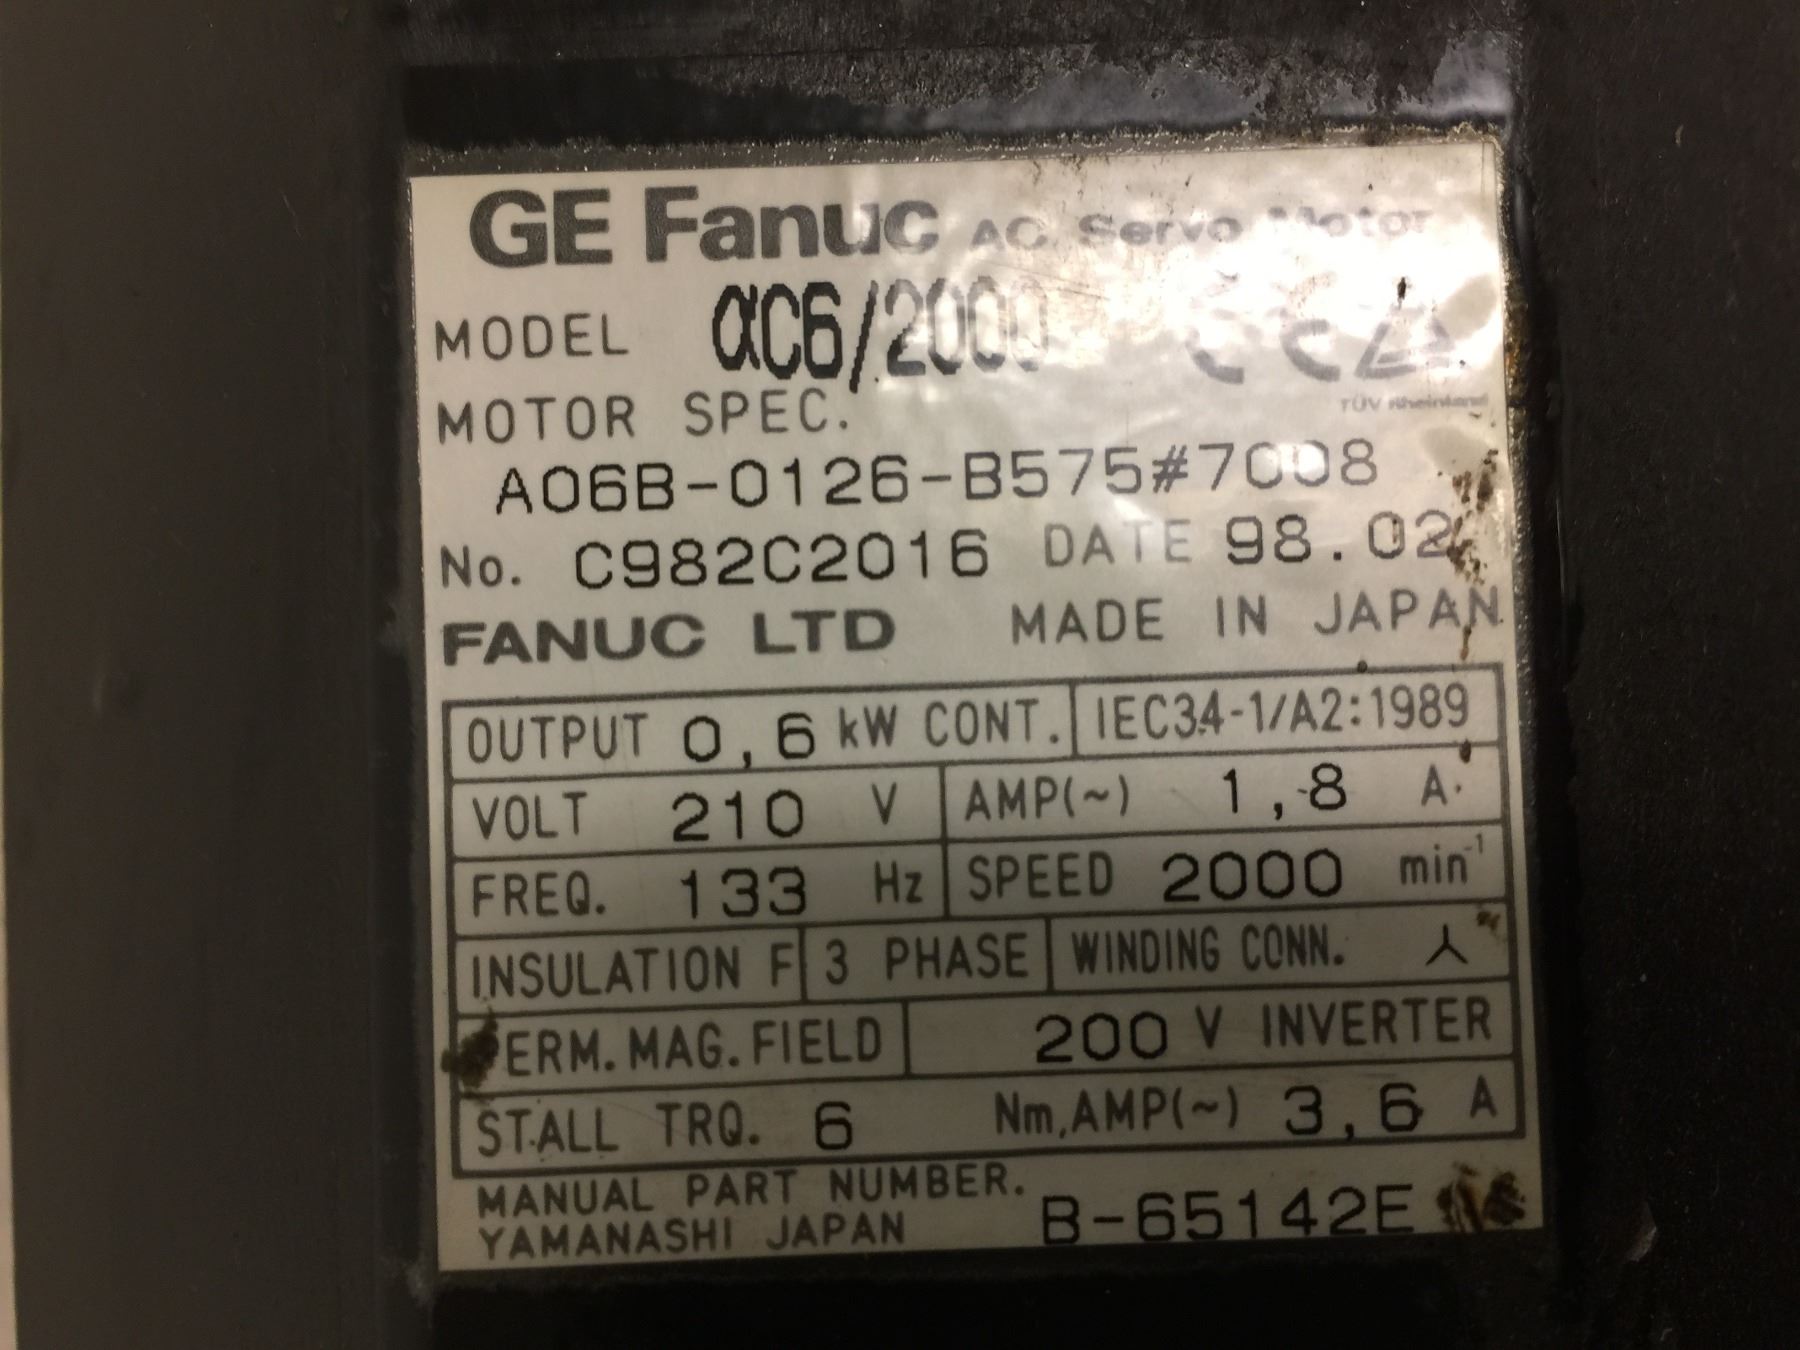 GE Fanuc AC Servo Motor
MODEL αC6/2000
CE
TÜV Rheinland
MOTOR SPEC.
A06B-0126-B575#7008
No. C982C2016 DATE 98.02
FANUC LTD MADE IN JAPAN
OUTPUT 0,6 kW CONT. IEC34-1/A2:1989
VOLT 210 V AMP(~) 1,8 A
FREQ. 133 Hz SPEED 2000 min-1
INSULATION F 3 PHASE WINDING CONN. ⅄
PERM. MAG. FIELD 200 V INVERTER
STALL TRQ. 6 Nm, AMP(~) 3,6 A
MANUAL PART NUMBER. B-65142E
YAMANASHI JAPAN